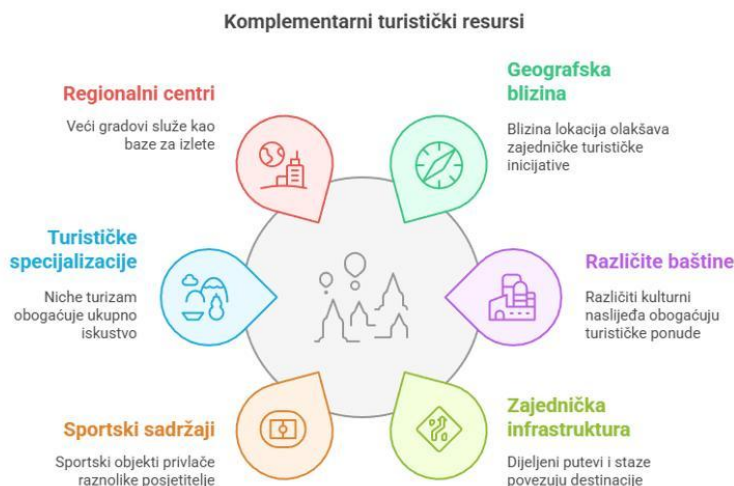 Komplementarni turistički resursi
Regionalni centri
Veći gradovi služe kao
baze za izlete
Geografska
blizina
Blizina lokacija olakšava
zajedničke turističke
inicijative
Turističke
specijalizacije
Niche turizam
obogaćuje ukupno
iskustvo
Različite baštine
Različiti kulturni
naslijeđa obogaćuju
turističke ponude
Sportski sadržaji
Sportski objekti privlače
raznolike posjetitelje
Zajednička
infrastruktura
Dijeljeni putevi i staze
povezuju destinacije